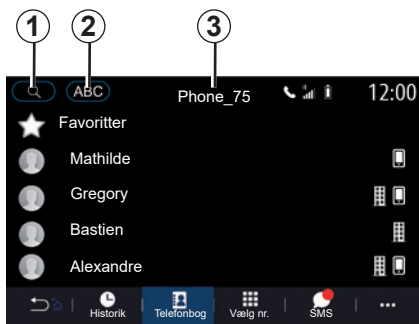 1 2 3
ABC Phone_75 12:00
Favoritter
Mathilde
Gregory
Bastien
Alexandre
Historik Telefonbog Vælg nr. SMS